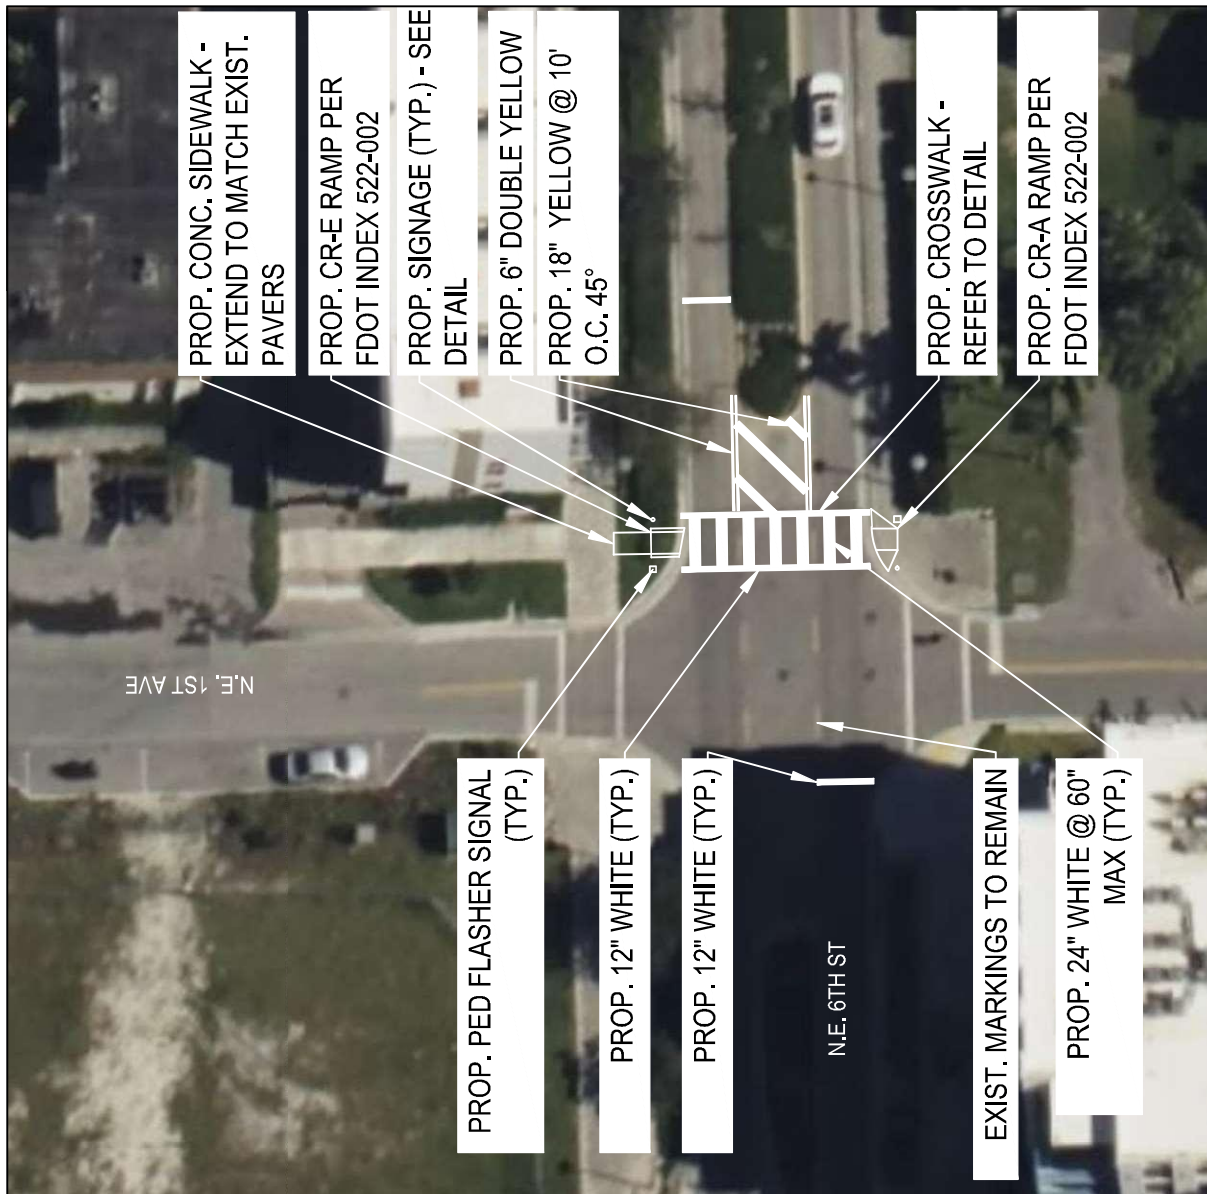 PROP. CONC. SIDEWALK -
EXTEND TO MATCH EXIST.
PAVERS
PROP. CR-E RAMP PER
FDOT INDEX 522-002
PROP. SIGNAGE (TYP.) - SEE
DETAIL
PROP. 6" DOUBLE YELLOW
PROP. 18" YELLOW @ 10'
O.C. 45°
PROP. CROSSWALK -
REFER TO DETAIL
PROP. CR-A RAMP PER
FDOT INDEX 522-002
N.E. 1ST AVE
PROP. PED FLASHER SIGNAL
(TYP.)
PROP. 12" WHITE (TYP.)
PROP. 12" WHITE (TYP.)
N.E. 6TH ST
EXIST. MARKINGS TO REMAIN
PROP. 24" WHITE @ 60"
MAX (TYP.)